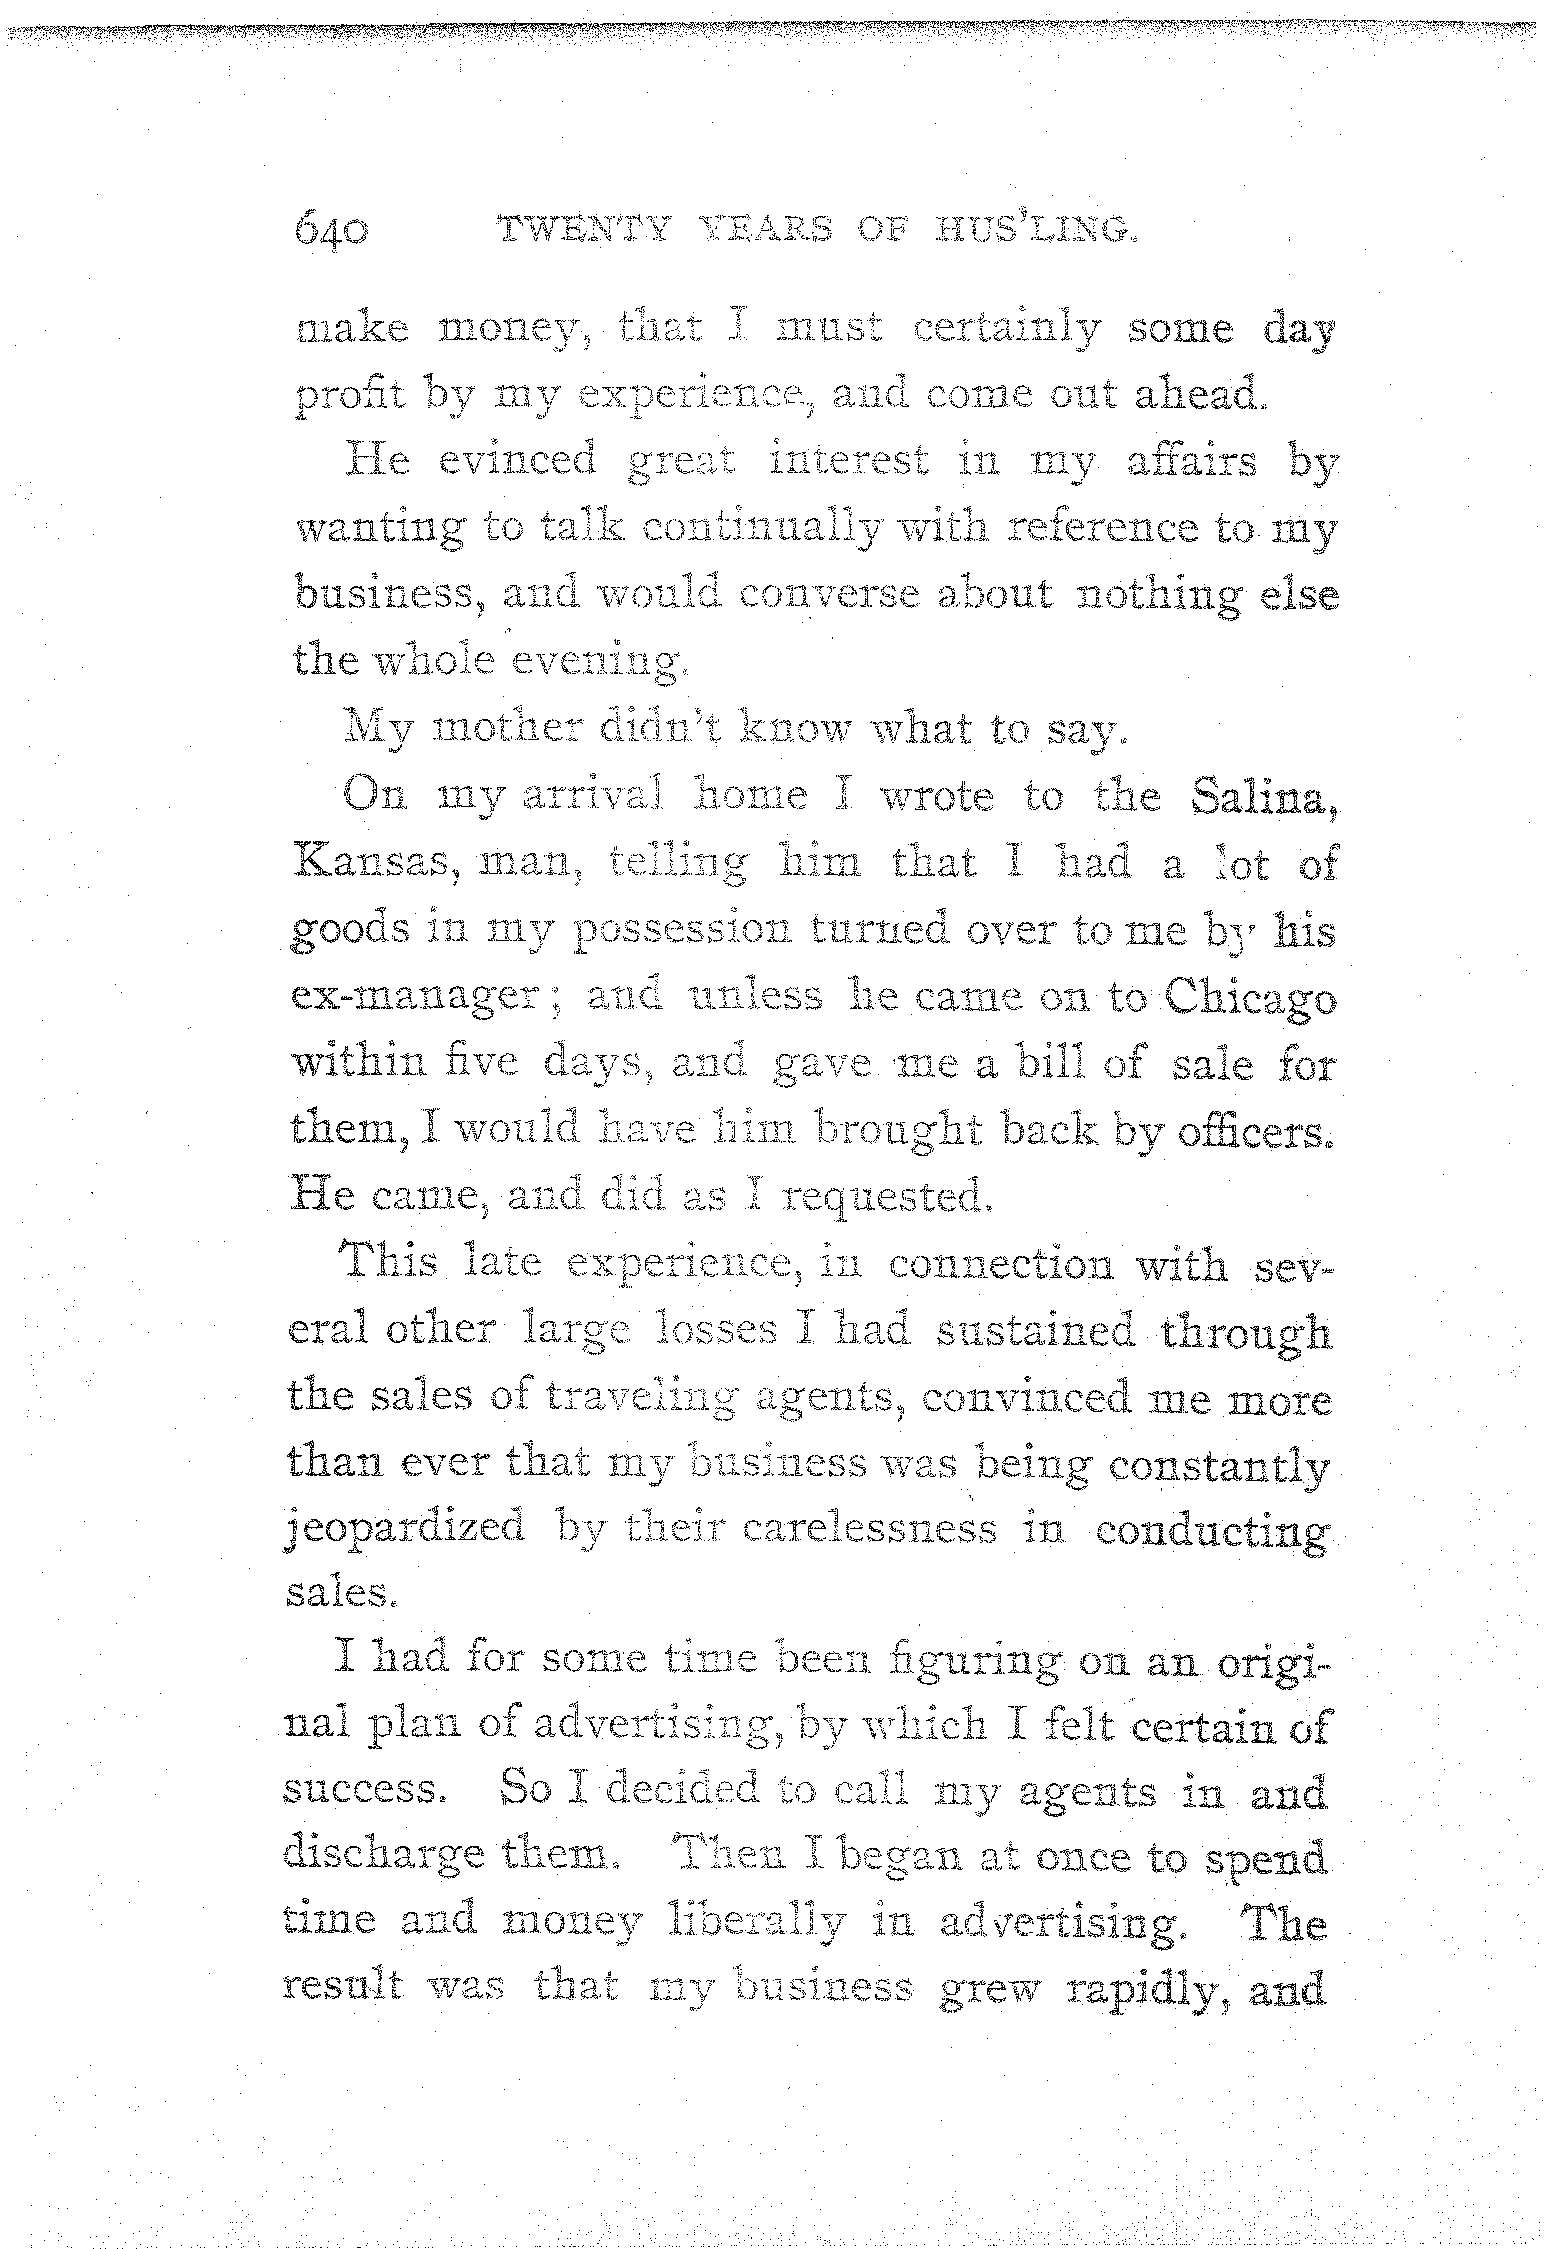 640 TWENTY YEARS OF HUS'LING.
make money, that I must certainly some day
profit by my experience, and come out ahead.
He evinced great interest in my affairs by
wanting to talk continually with reference to my
business, and would converse about nothing else
the whole evening.
My mother didn't know what to say.
On my arrival home I wrote to the Salina,
Kansas, man, telling him that I had a lot of
goods in my possession turned over to me by his
ex-manager; and unless he came on to Chicago
within five days, and gave me a bill of sale for
them, I would have him brought back by officers.
He came, and did as I requested.
This late experience, in connection with sev-
eral other large losses I had sustained through
the sales of traveling agents, convinced me more
than ever that my business was being constantly
jeopardized by their carelessness in conducting
sales.
I had for some time been figuring on an origi-
nal plan of advertising, by which I felt certain of
success. So I decided to call my agents in and
discharge them. Then I began at once to spend
time and money liberally in advertising. The
result was that my business grew rapidly, and